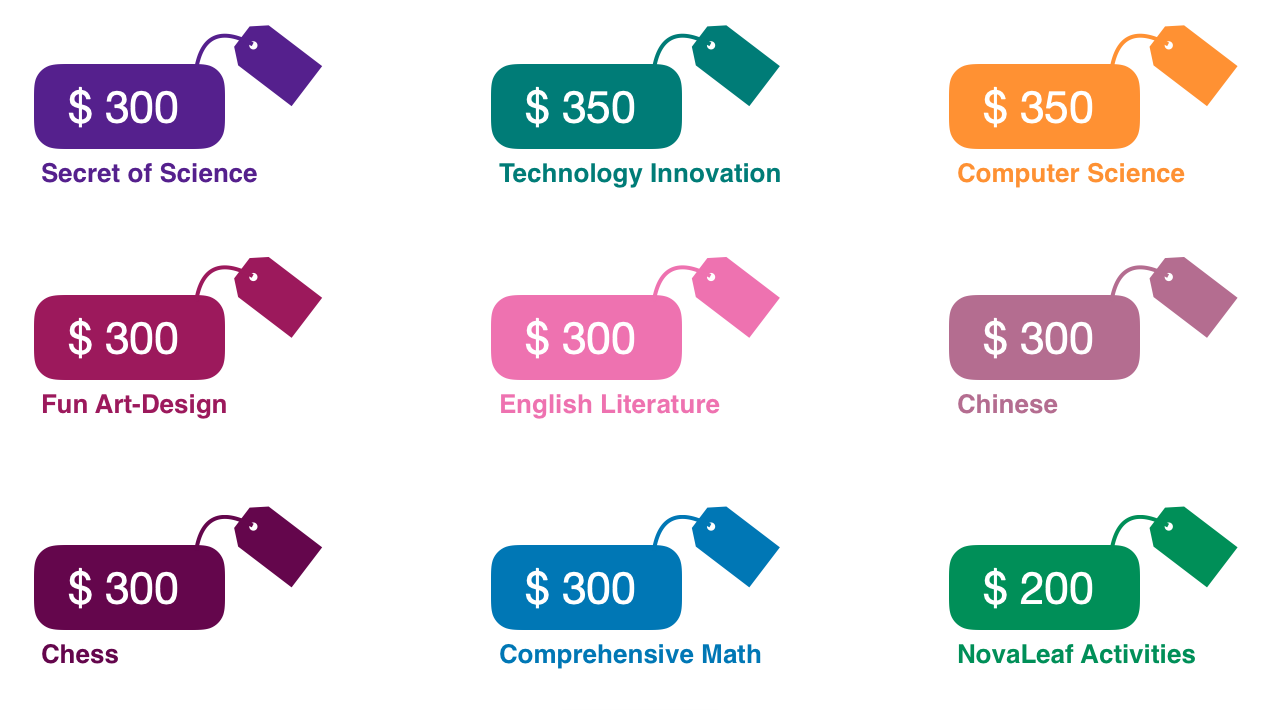 $ 300
$ 350
$ 350
Secret of Science
Technology Innovation
Computer Science
$ 300
$ 300
$ 300
Fun Art-Design
English Literature
Chinese
$ 300
$ 300
$ 200
Chess
Comprehensive Math
NovaLeaf Activities